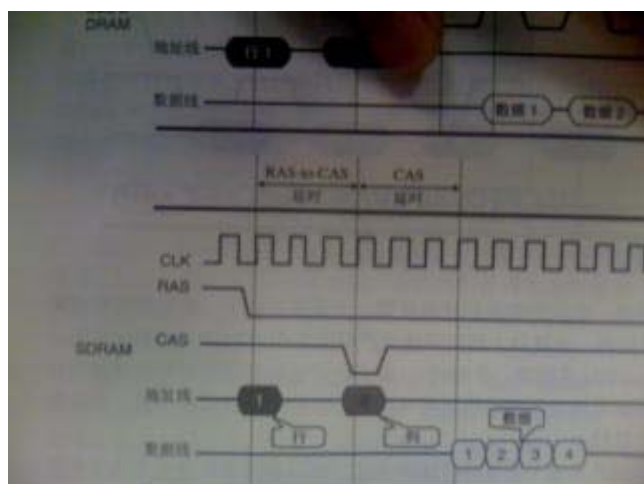 DRAM
地址线 行 1
数据线 数据 1 数据 2
RAS-to-CAS CAS
延时 延时
CLK
RAS
SDRAM CAS
地址线 1
行 列
数据
数据线 1 2 3 4